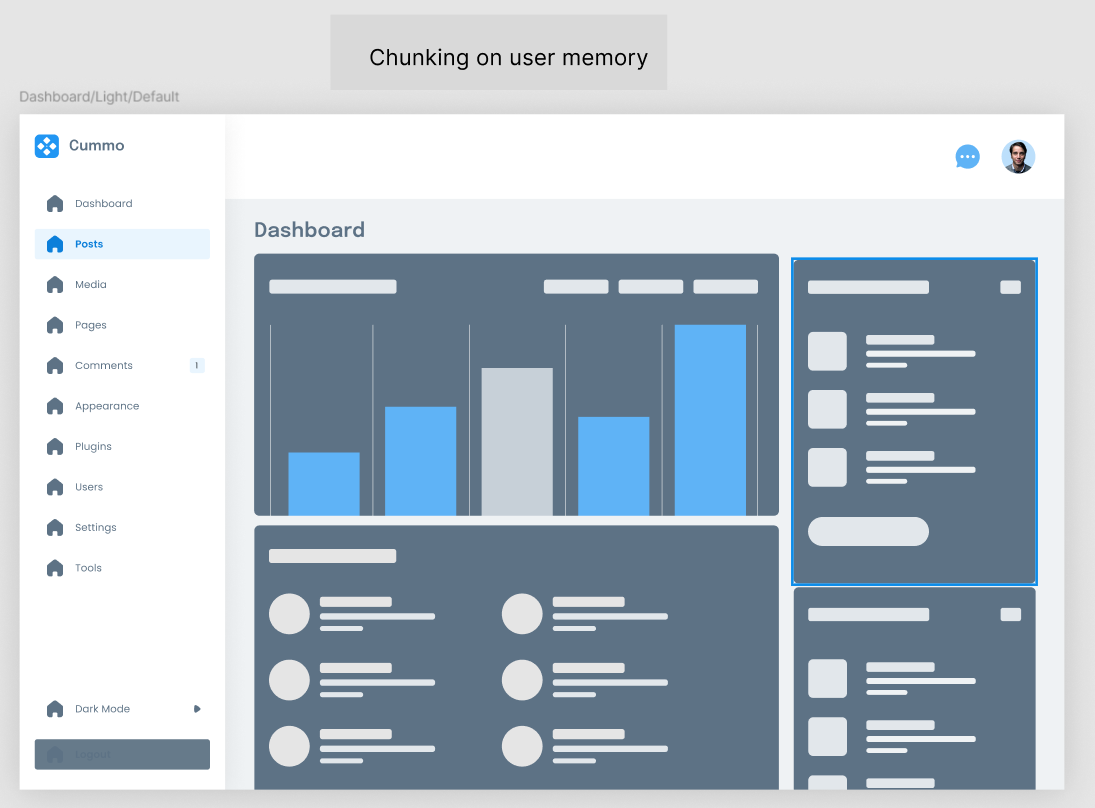 Chunking on user memory
Dashboard/Light/Default
Cummo
Dashboard
Posts
Media
Pages
Comments 1
Appearance
Plugins
Users
Settings
Tools
Dark Mode
Logout
Dashboard